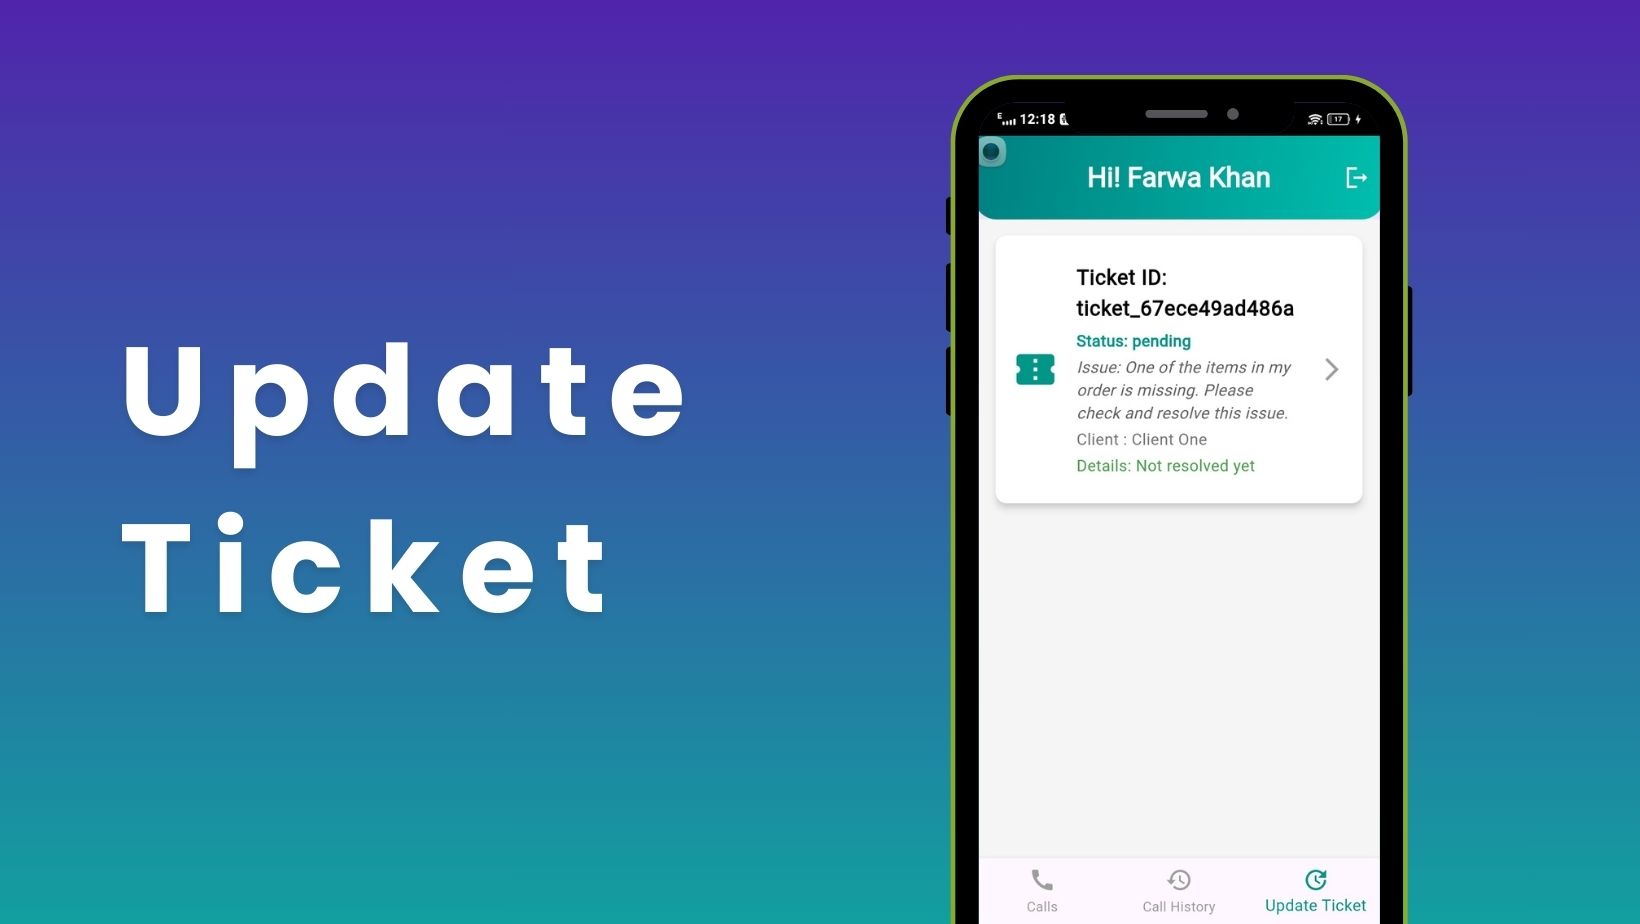 Update
Ticket
E 12:18
17
Hi! Farwa Khan
Ticket ID:
ticket_67ece49ad486a
Status: pending
Issue: One of the items in my
order is missing. Please
check and resolve this issue.
Client : Client One
Details: Not resolved yet
Calls
Call History
Update Ticket